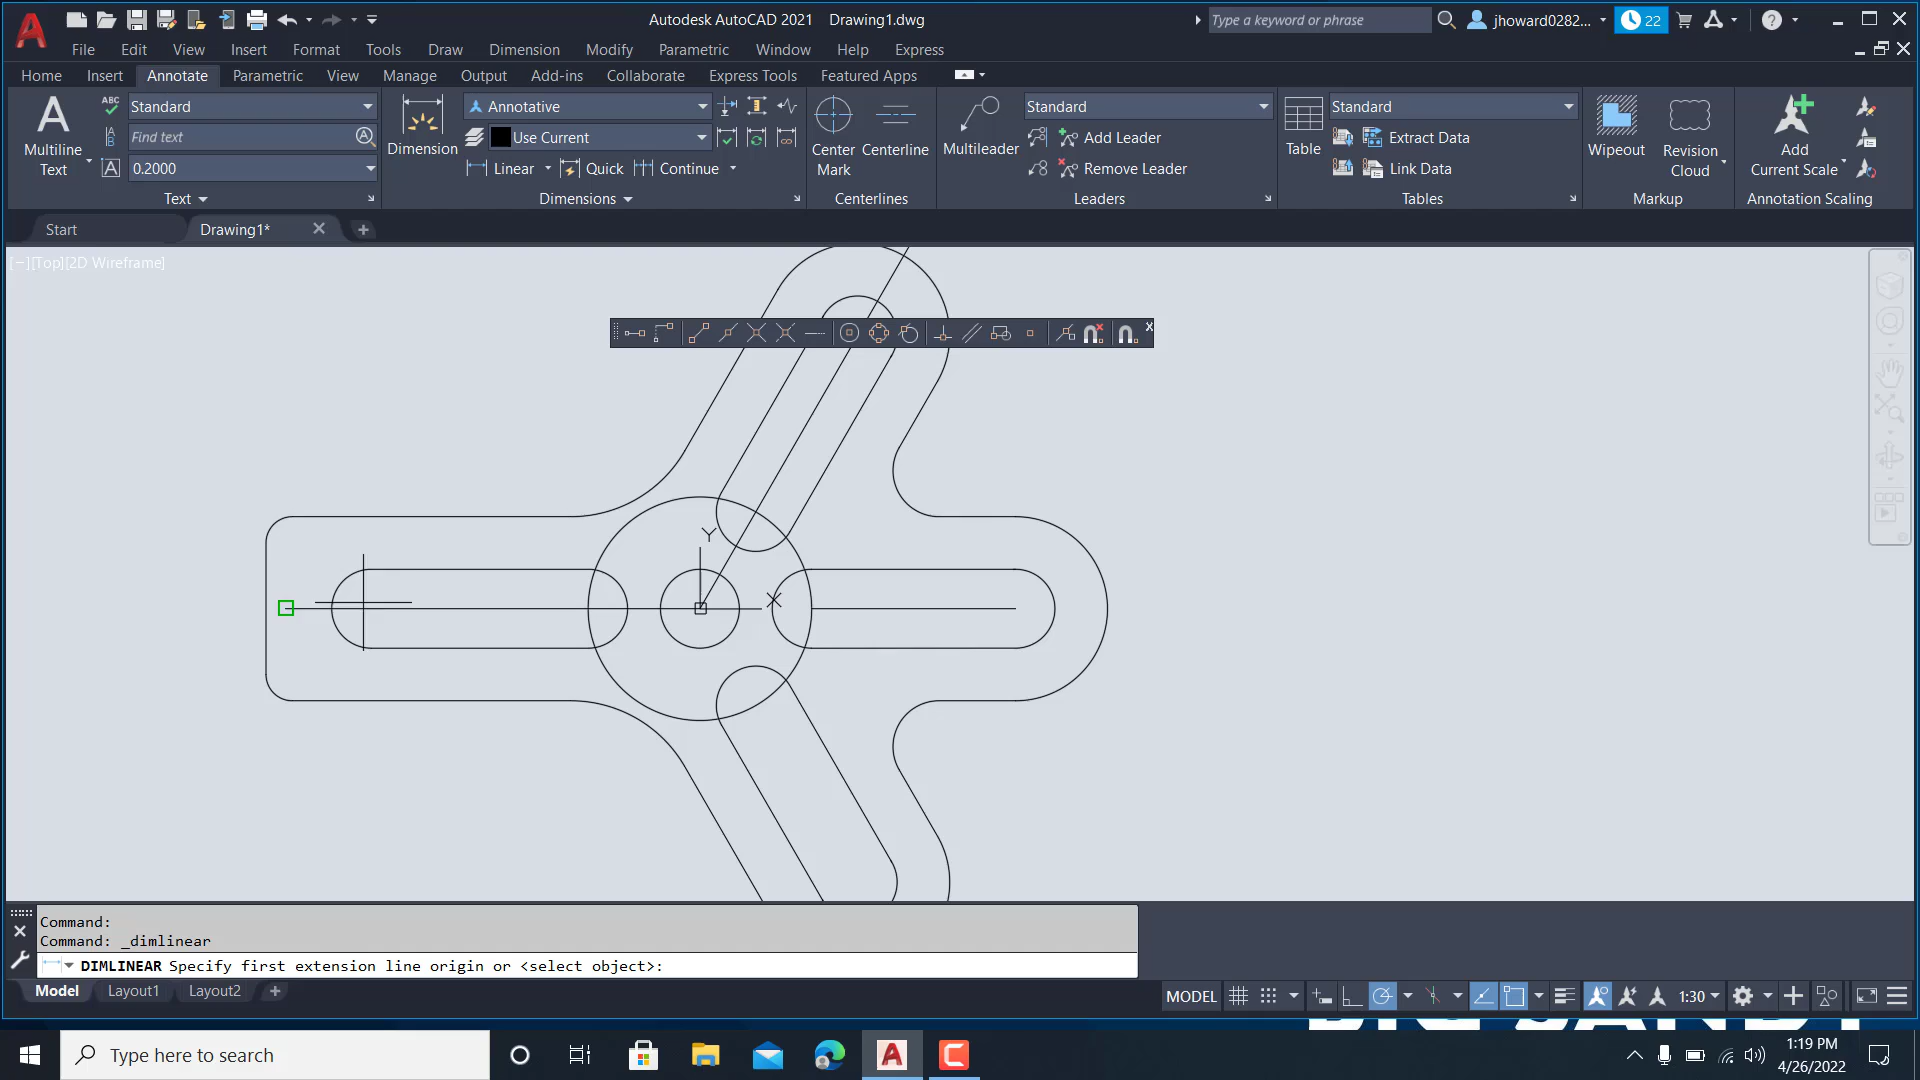 Autodesk AutoCAD 2021 Drawing1.dwg
Type a keyword or phrase
jhoward0282...
22
File Edit View Insert Format Tools Draw Dimension Modify Parametric Window Help Express
Home Insert Annotate Parametric View Manage Output Add-ins Collaborate Express Tools Featured Apps
Multiline Text
Standard
Find text
0.2000
Text
Dimension
Annotative
Use Current
Linear Quick Continue
Dimensions
Center Mark
Centerline
Centerlines
Multileader
Standard
Add Leader
Remove Leader
Leaders
Table
Standard
Extract Data
Link Data
Tables
Wipeout
Revision Cloud
Markup
Add Current Scale
Annotation Scaling
Start Drawing1*
[−][Top][2D Wireframe]
Y
X
Command:
Command: _dimlinear
DIMLINEAR Specify first extension line origin or <select object>:
Model Layout1 Layout2
MODEL 1:30
Type here to search
1:19 PM
4/26/2022